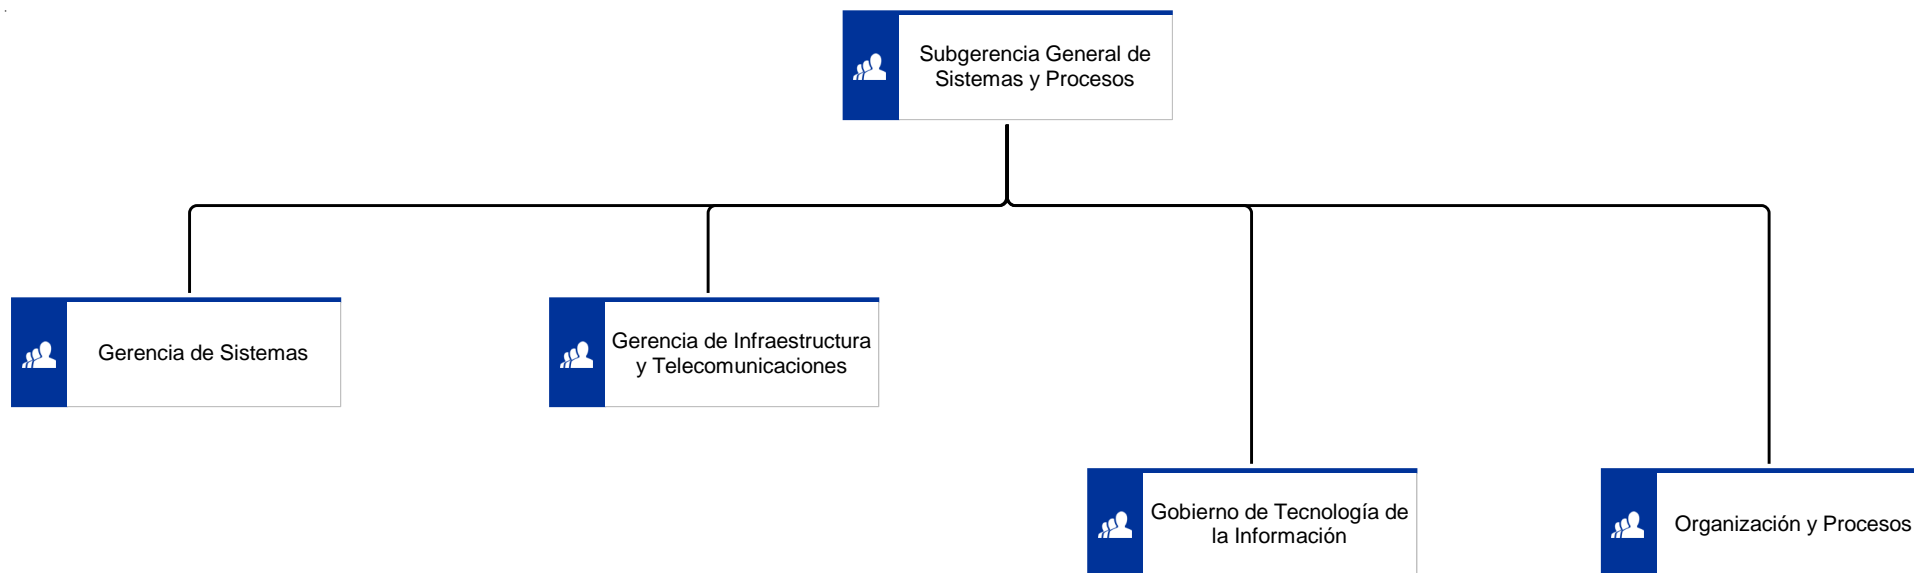 Subgerencia General de
Sistemas y Procesos
Gerencia de Sistemas
Gerencia de Infraestructura
y Telecomunicaciones
Gobierno de Tecnología de
la Información
Organización y Procesos